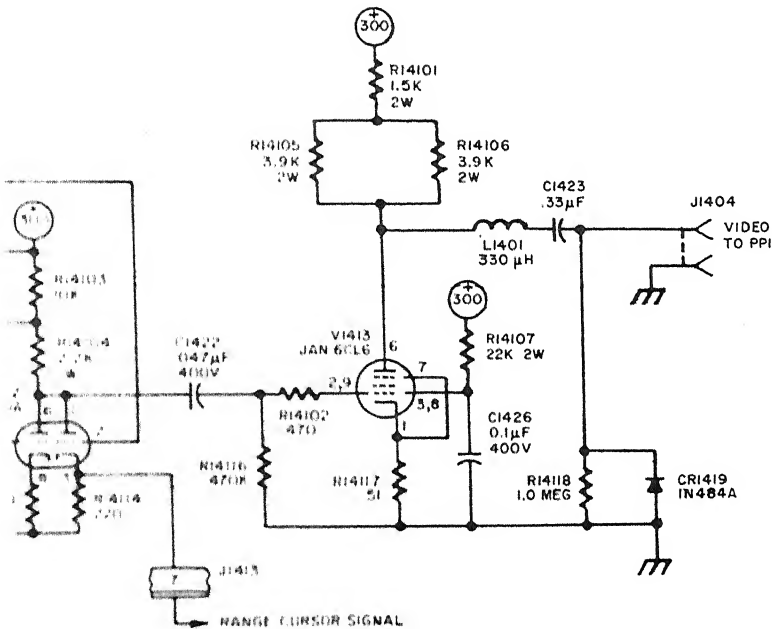 +
300
R14101
1.5K
2W
R14105
3.9K
2W
R14106
3.9K
2W
C1423
.33µF
J1404
VIDEO
TO PPI
L1401
330 µH
+
300
R14103
+
300
R14107
22K 2W
V1413
JAN 6CL6
6
7
2,9
1
C1422
.047µF
400V
R14102
470
C1426
0.1µF
400V
R14116
470K
R14117
51
R14118
1.0 MEG
CR1419
1N484A
220
J1413
RANGE CURSOR SIGNAL